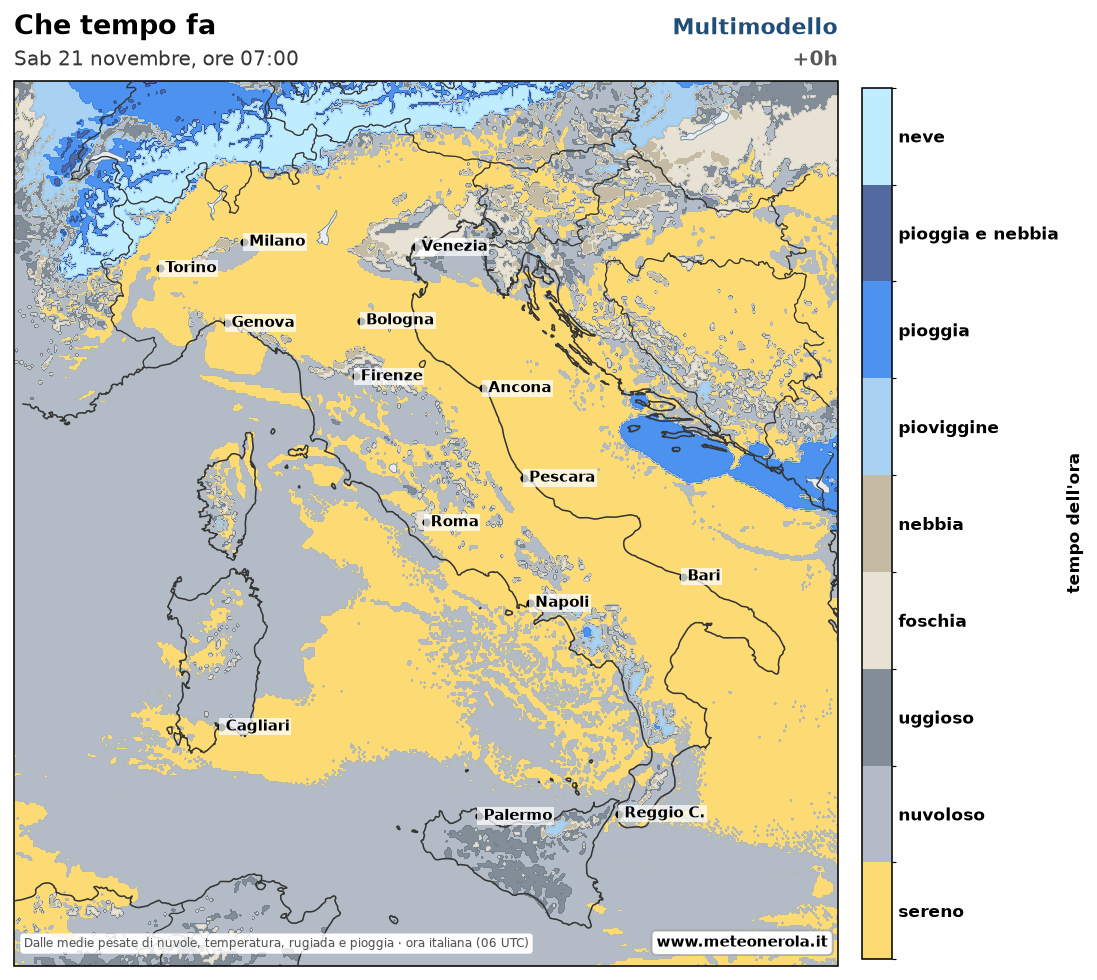 Che tempo fa
Multimodello
Sab 21 novembre, ore 07:00
+0h
neve
pioggia e nebbia
pioggia
pioviggine
nebbia
foschia
uggioso
nuvoloso
sereno
tempo dell'ora
Milano
Venezia
Torino
Genova
Bologna
Firenze
Ancona
Pescara
Roma
Bari
Napoli
Cagliari
Palermo
Reggio C.
Dalle medie pesate di nuvole, temperatura, rugiada e pioggia · ora italiana (06 UTC)
www.meteonerola.it